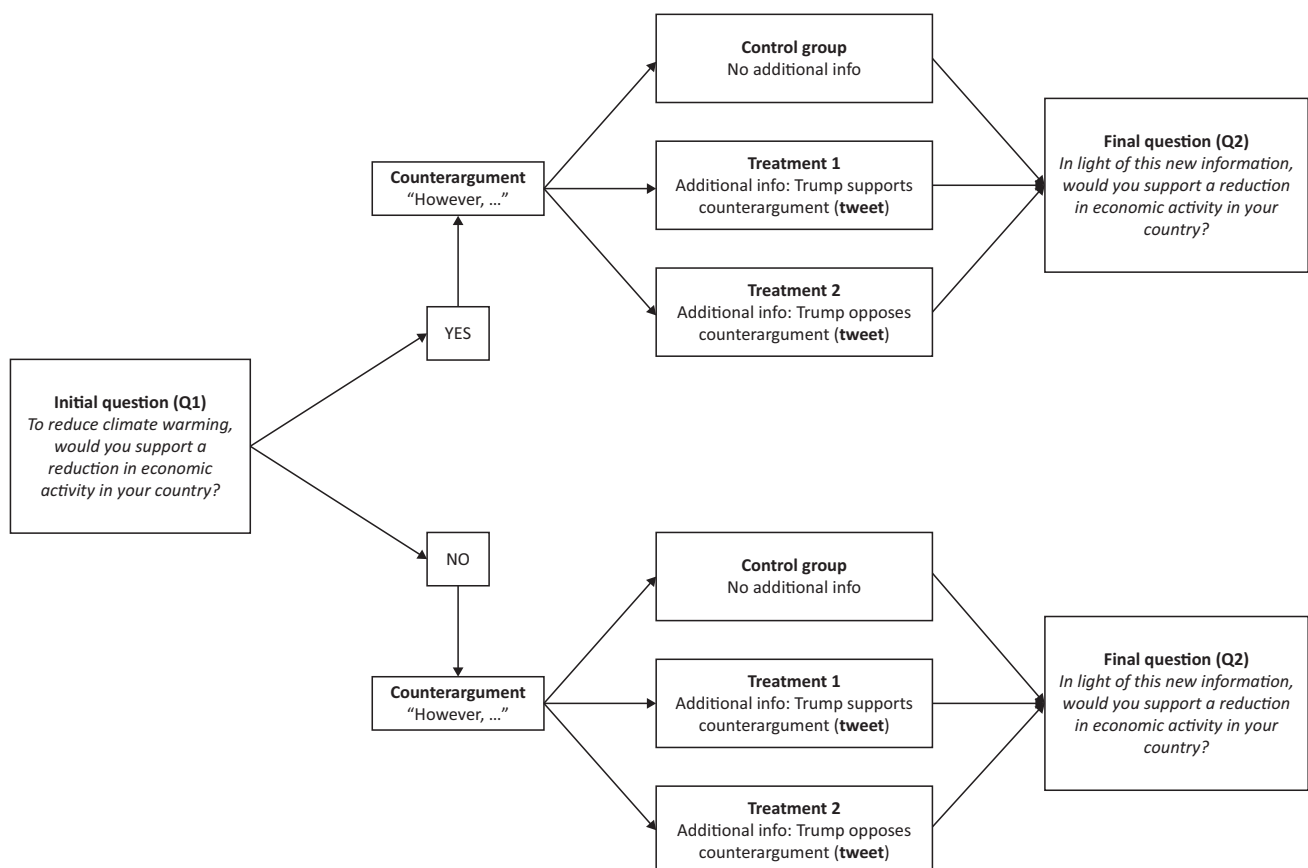 Control group
No additional info
Treatment 1
Additional info: Trump supports
counterargument (tweet)
Treatment 2
Additional info: Trump opposes
counterargument (tweet)
Counterargument
“However, …”
YES
Final question (Q2)
In light of this new information,
would you support a reduction
in economic activity in your
country?
Initial question (Q1)
To reduce climate warming,
would you support a
reduction in economic
activity in your country?
NO
Counterargument
“However, …”
Control group
No additional info
Treatment 1
Additional info: Trump supports
counterargument (tweet)
Treatment 2
Additional info: Trump opposes
counterargument (tweet)
Final question (Q2)
In light of this new information,
would you support a reduction
in economic activity in your
country?